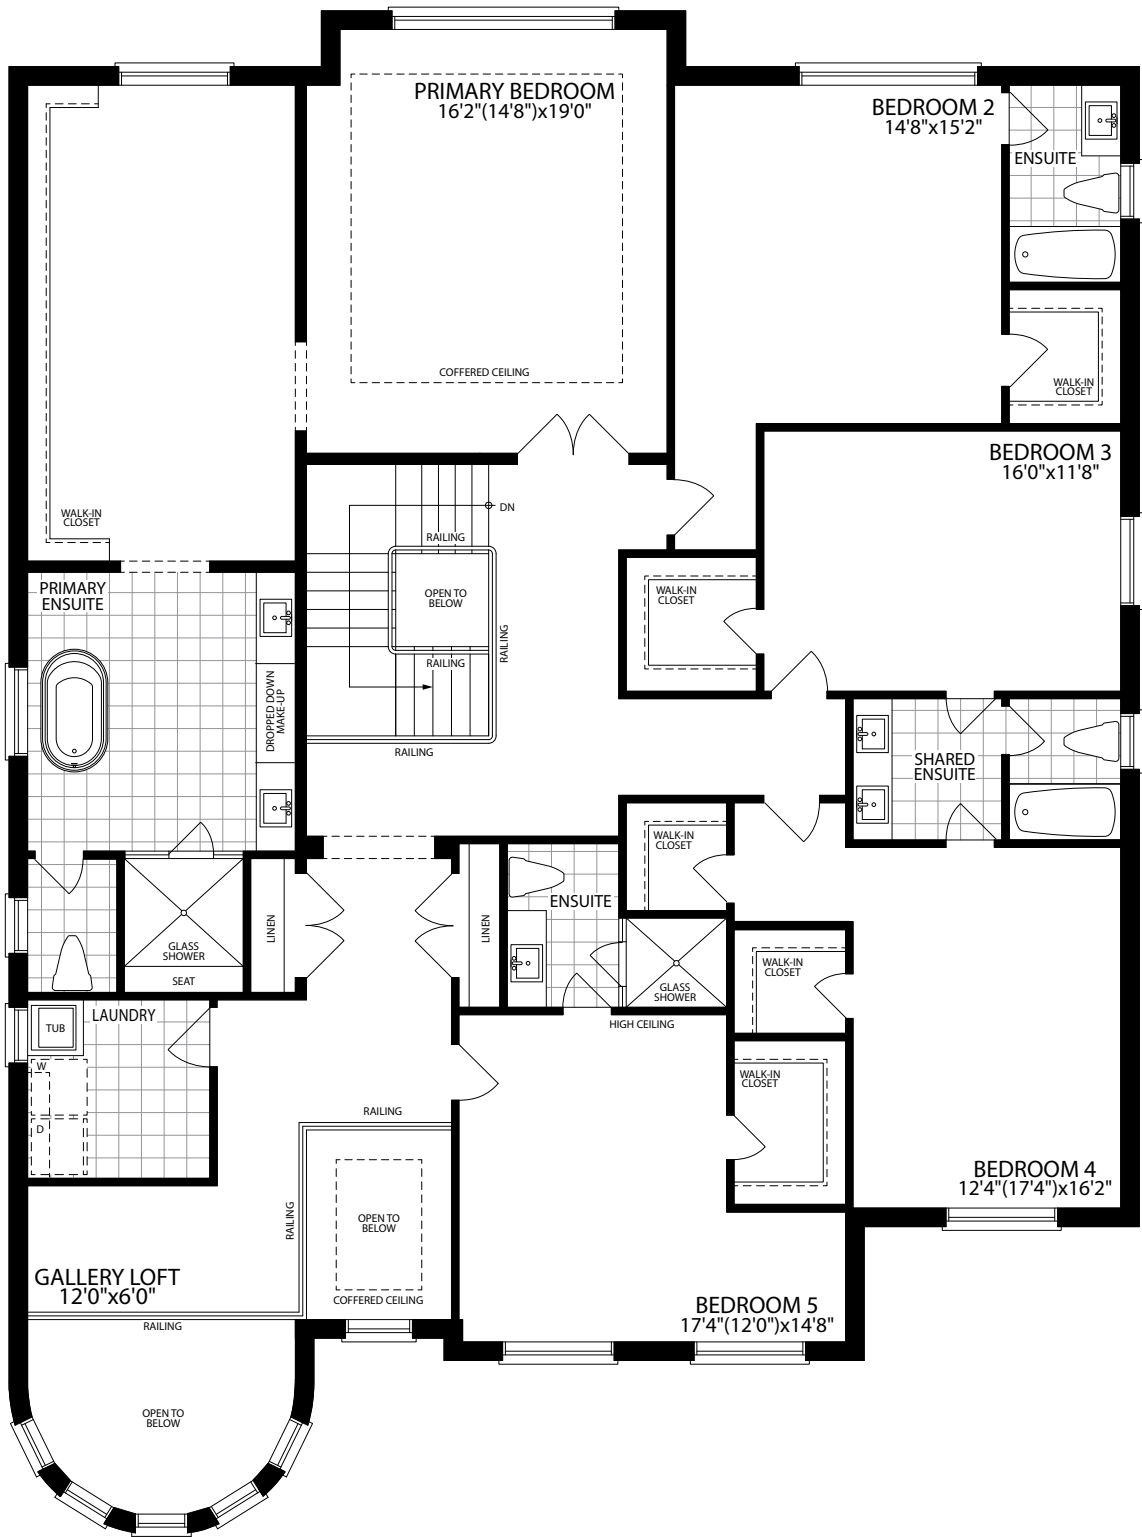 PRIMARY BEDROOM
16'2"(14'8")x19'0"
COFFERED CEILING
BEDROOM 2
14'8"x15'2"
ENSUITE
WALK-IN
CLOSET
BEDROOM 3
16'0"x11'8"
WALK-IN
CLOSET
DN
RAILING
OPEN TO
BELOW
RAILING
RAILING
RAILING
WALK-IN
CLOSET
PRIMARY
ENSUITE
DROPPED DOWN
MAKE-UP
SHARED
ENSUITE
WALK-IN
CLOSET
GLASS
SHOWER
SEAT
LINEN
LINEN
ENSUITE
GLASS
SHOWER
WALK-IN
CLOSET
TUB
LAUNDRY
W
D
HIGH CEILING
WALK-IN
CLOSET
RAILING
RAILING
OPEN TO
BELOW
COFFERED CEILING
BEDROOM 4
12'4"(17'4")x16'2"
GALLERY LOFT
12'0"x6'0"
RAILING
BEDROOM 5
17'4"(12'0")x14'8"
OPEN TO
BELOW